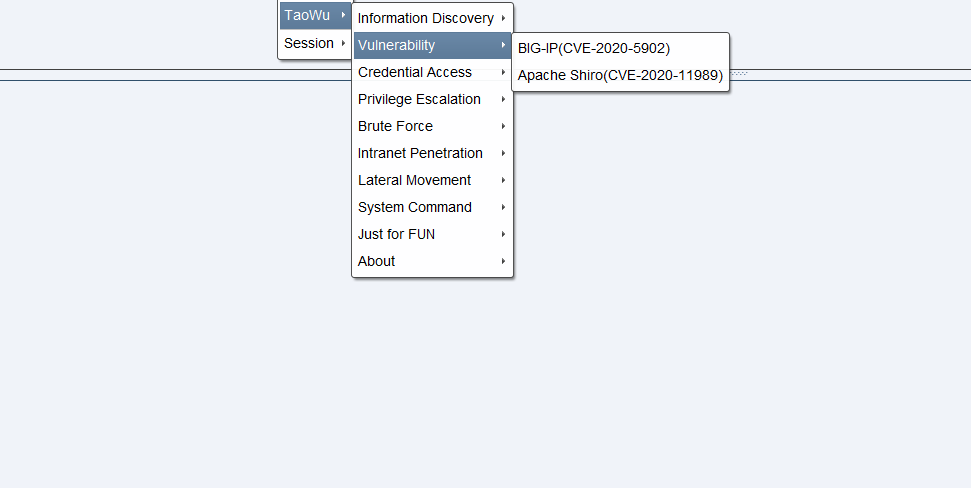 TaoWu
Session
Information Discovery
Vulnerability
Credential Access
Privilege Escalation
Brute Force
Intranet Penetration
Lateral Movement
System Command
Just for FUN
About
BIG-IP(CVE-2020-5902)
Apache Shiro(CVE-2020-11989)